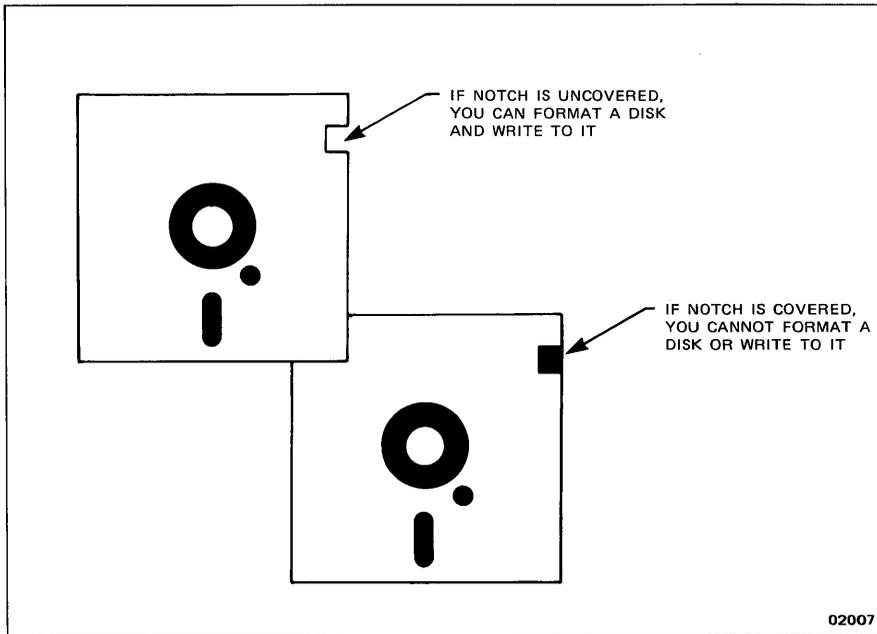 IF NOTCH IS UNCOVERED,
YOU CAN FORMAT A DISK
AND WRITE TO IT
IF NOTCH IS COVERED,
YOU CANNOT FORMAT A
DISK OR WRITE TO IT
02007